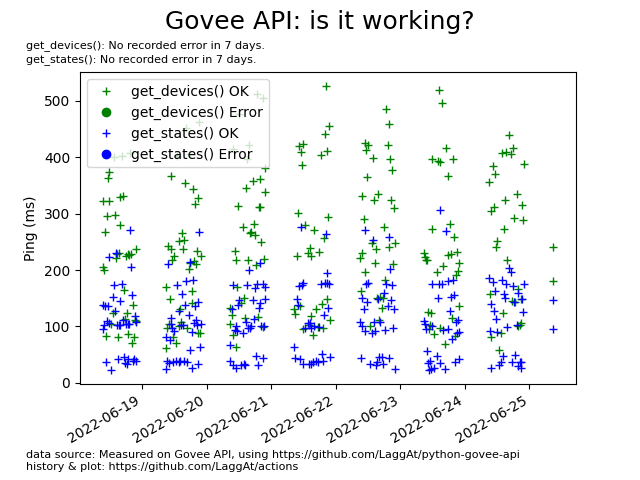 Govee API: is it working?
get_devices(): No recorded error in 7 days.
get_states(): No recorded error in 7 days.
get_devices() OK
get_devices() Error
get_states() OK
get_states() Error
Ping (ms)
500
400
300
200
100
0
2022-06-19
2022-06-20
2022-06-21
2022-06-22
2022-06-23
2022-06-24
2022-06-25
data source: Measured on Govee API, using https://github.com/LaggAt/python-govee-api
history & plot: https://github.com/LaggAt/actions